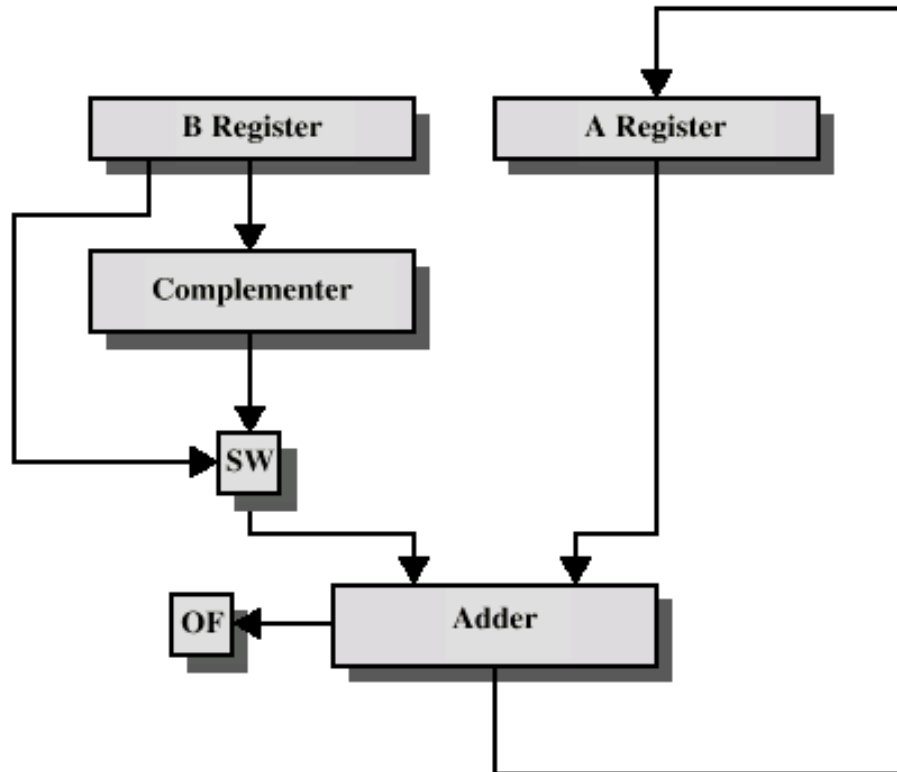 B Register
A Register
Complementer
SW
OF
Adder